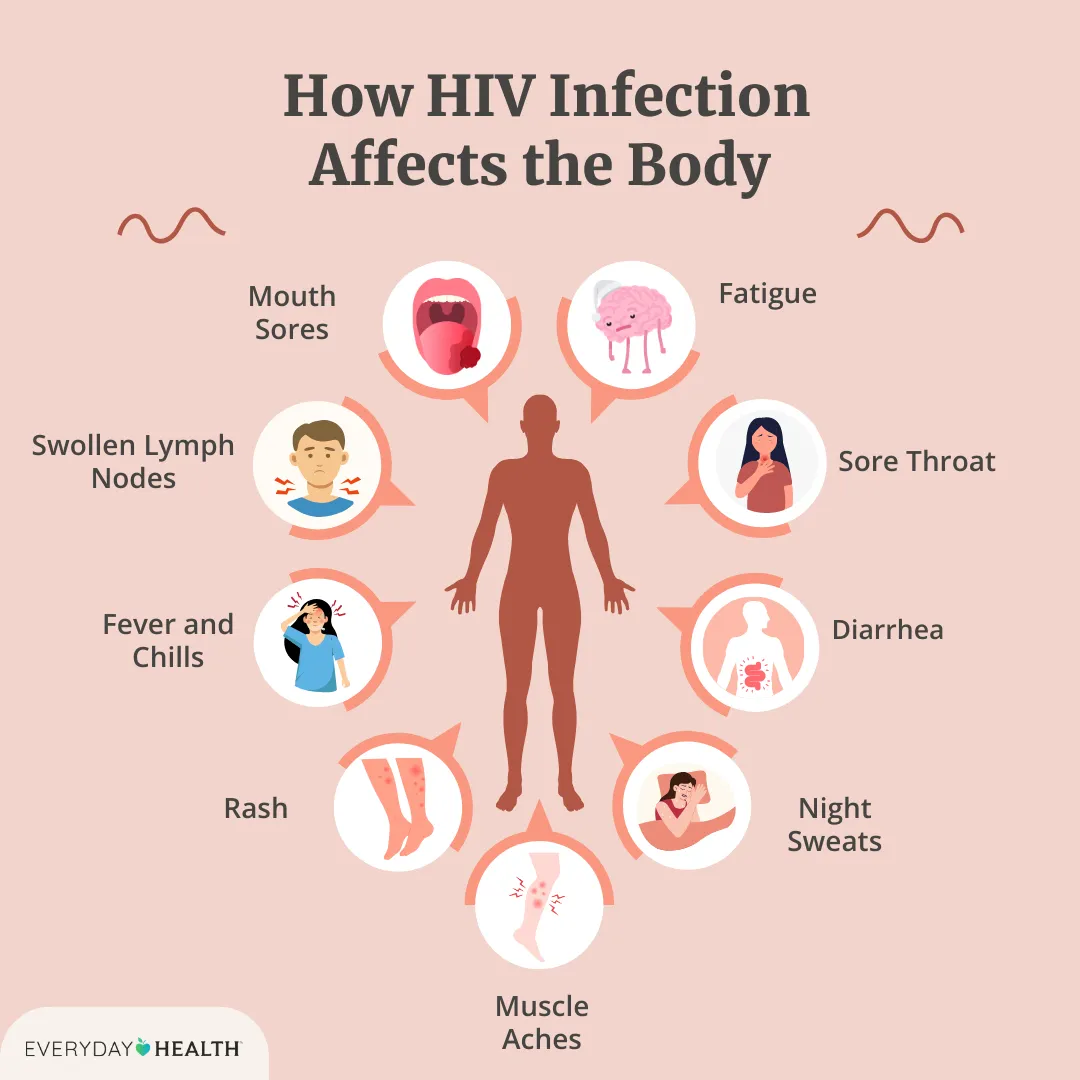 How HIV Infection
Affects the Body
Mouth
Sores
Fatigue
Swollen Lymph
Nodes
Sore Throat
Fever and
Chills
Diarrhea
Rash
Night
Sweats
Muscle
Aches
EVERYDAY HEALTH